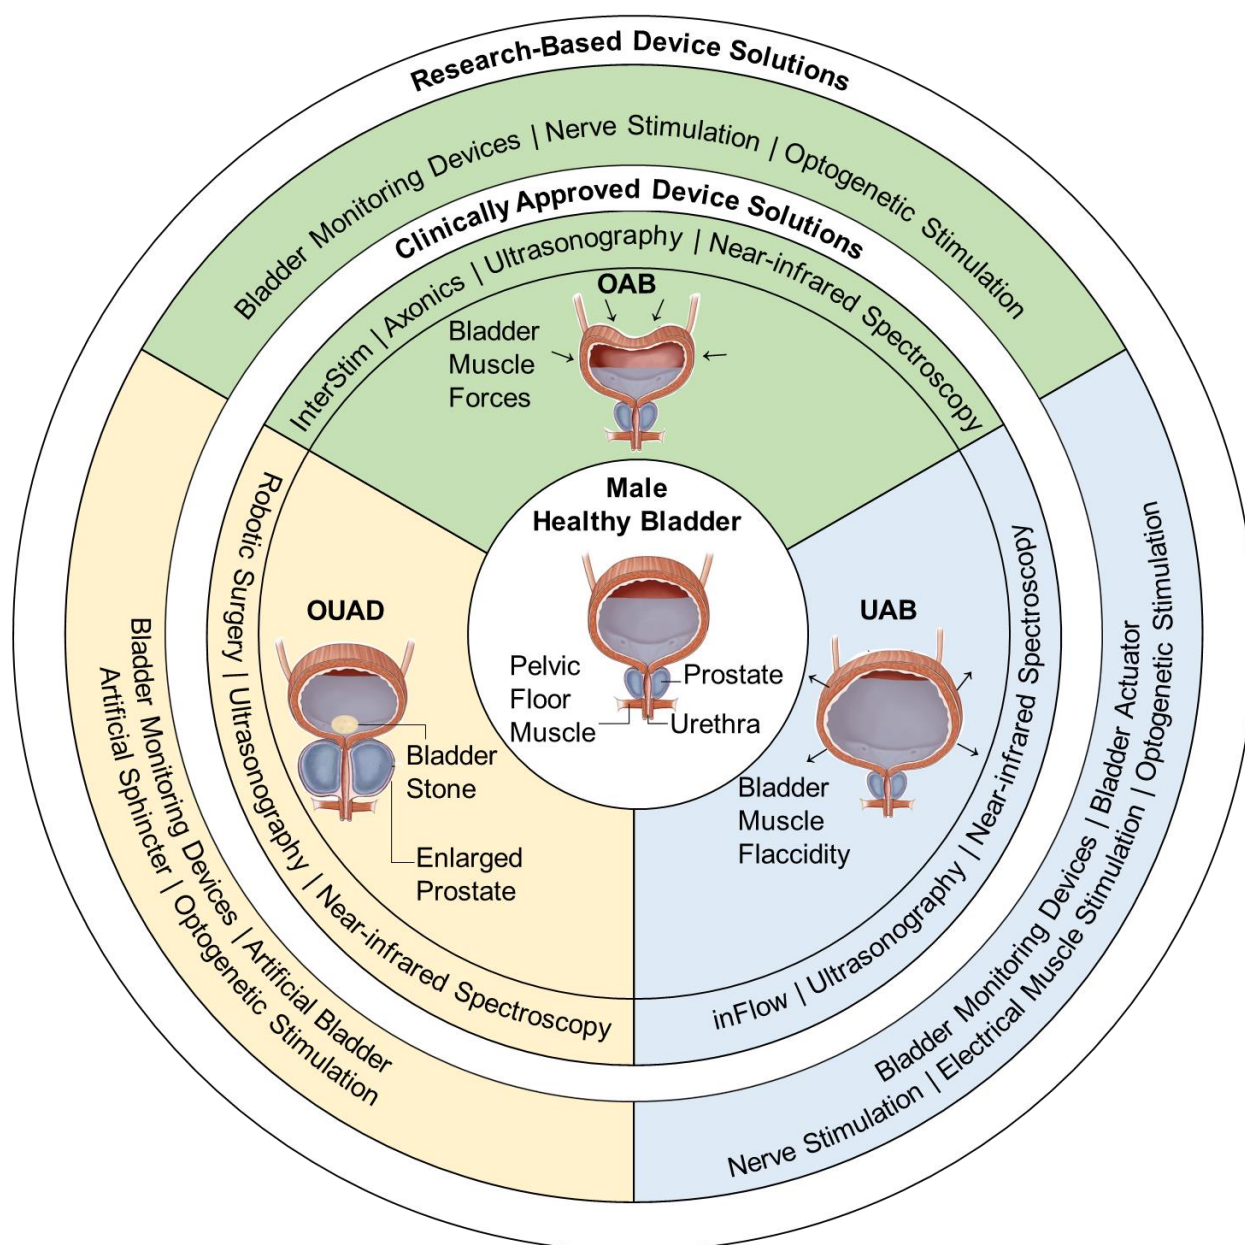 Research-Based Device Solutions
Bladder Monitoring Devices | Nerve Stimulation | Optogenetic Stimulation
Clinically Approved Device Solutions
InterStim | Axonics | Ultrasonography | Near-infrared Spectroscopy
OAB
Bladder
Muscle
Forces
Male
Healthy Bladder
Pelvic
Floor
Muscle
Prostate
Urethra
OUAD
Bladder
Stone
Enlarged
Prostate
Robotic Surgery | Ultrasonography | Near-infrared Spectroscopy
Bladder Monitoring Devices | Artificial Bladder
Artificial Sphincter | Optogenetic Stimulation
UAB
Bladder
Muscle
Flaccidity
inFlow | Ultrasonography | Near-infrared Spectroscopy
Bladder Monitoring Devices | Bladder Actuator
Nerve Stimulation | Electrical Muscle Stimulation | Optogenetic Stimulation